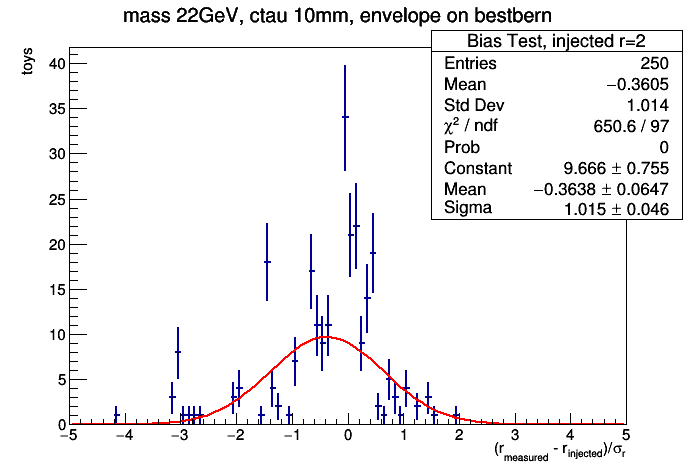 mass 22GeV, ctau 10mm, envelope on bestbern
Bias Test, injected r=2
Entries 250
Mean −0.3605
Std Dev 1.014
χ² / ndf 650.6 / 97
Prob 0
Constant 9.666 ± 0.755
Mean −0.3638 ± 0.0647
Sigma 1.015 ± 0.046
toys
40
35
30
25
20
15
10
5
0
−5 −4 −3 −2 −1 0 1 2 3 4 5
(r_measured - r_injected)/σ_r